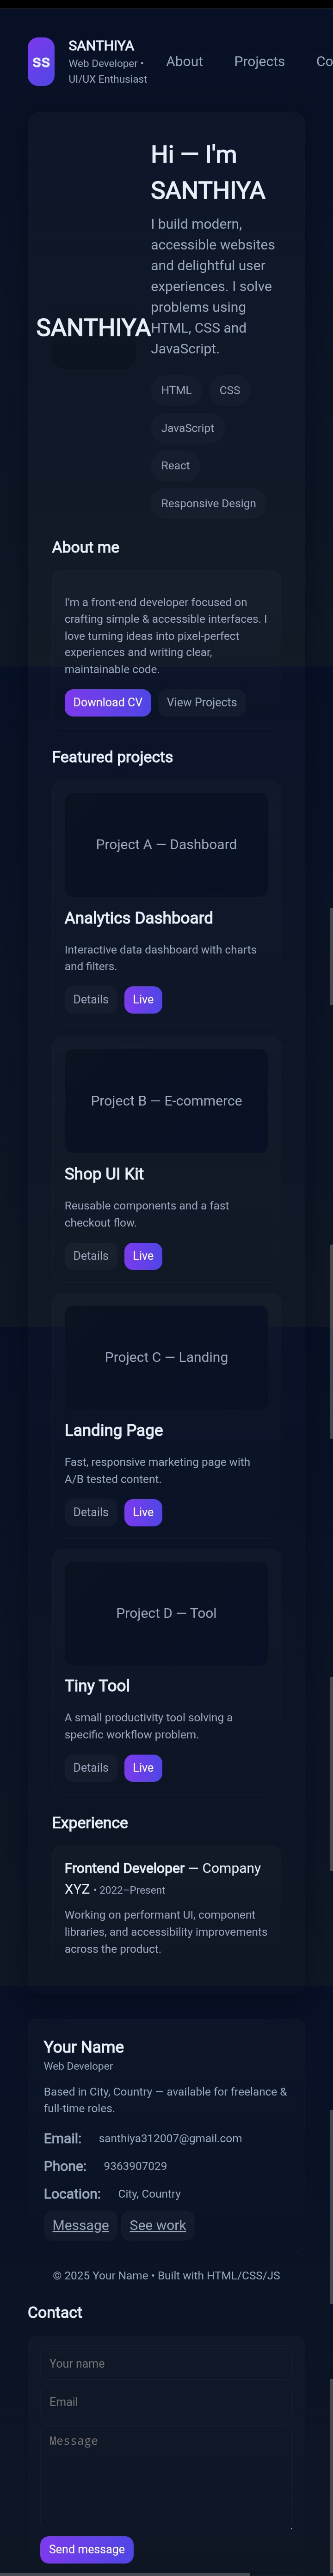 SS
SANTHIYA
Web Developer •
UI/UX Enthusiast
About Projects Co
Hi — I'm
SANTHIYA
I build modern,
accessible websites
and delightful user
experiences. I solve
problems using
SANTHIYA
HTML, CSS and
JavaScript.
HTML CSS
JavaScript
React
Responsive Design
About me
I'm a front-end developer focused on
crafting simple & accessible interfaces. I
love turning ideas into pixel-perfect
experiences and writing clear,
maintainable code.
Download CV View Projects
Featured projects
Project A — Dashboard
Analytics Dashboard
Interactive data dashboard with charts
and filters.
Details Live
Project B — E-commerce
Shop UI Kit
Reusable components and a fast
checkout flow.
Details Live
Project C — Landing
Landing Page
Fast, responsive marketing page with
A/B tested content.
Details Live
Project D — Tool
Tiny Tool
A small productivity tool solving a
specific workflow problem.
Details Live
Experience
Frontend Developer — Company
XYZ • 2022–Present
Working on performant UI, component
libraries, and accessibility improvements
across the product.
Your Name
Web Developer
Based in City, Country — available for freelance &
full-time roles.
Email: santhiya312007@gmail.com
Phone: 9363907029
Location: City, Country
Message See work
© 2025 Your Name • Built with HTML/CSS/JS
Contact
Your name
Email
Message
Send message